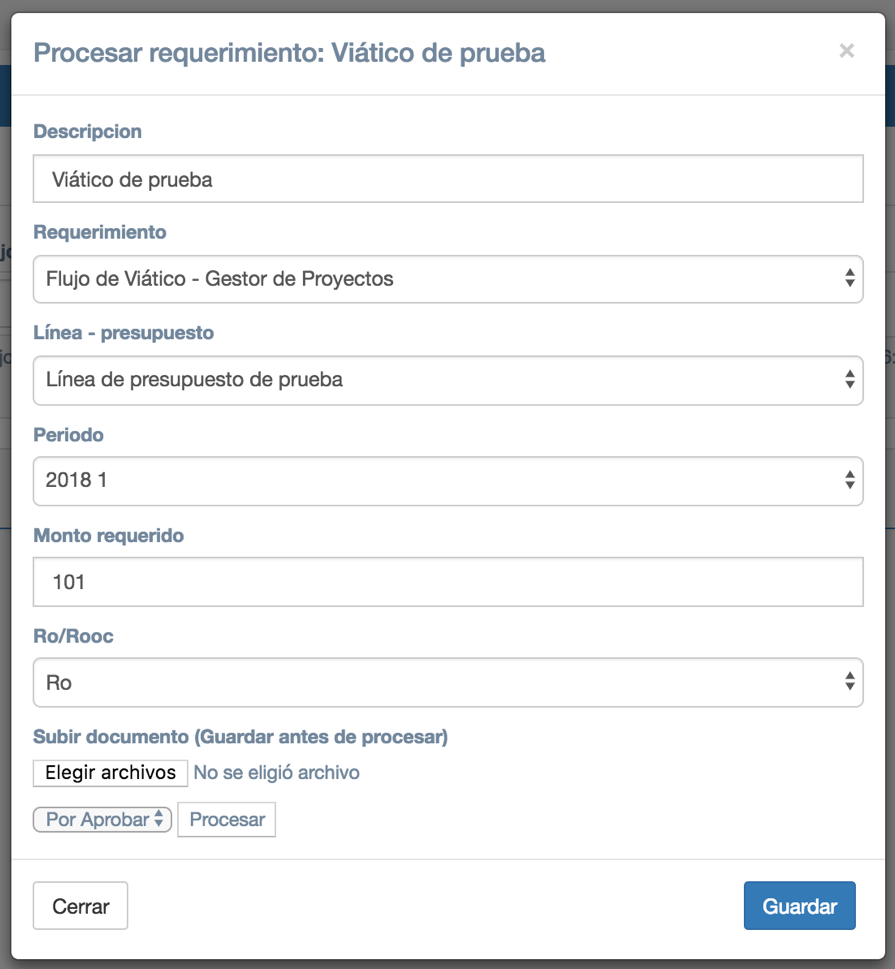 Procesar requerimiento: Viático de prueba ×
Descripcion
Viático de prueba
Requerimiento
Flujo de Viático - Gestor de Proyectos
Línea - presupuesto
Línea de presupuesto de prueba
Periodo
2018 1
Monto requerido
101
Ro/Rooc
Ro
Subir documento (Guardar antes de procesar)
Elegir archivos No se eligió archivo
Por Aprobar Procesar
Cerrar Guardar